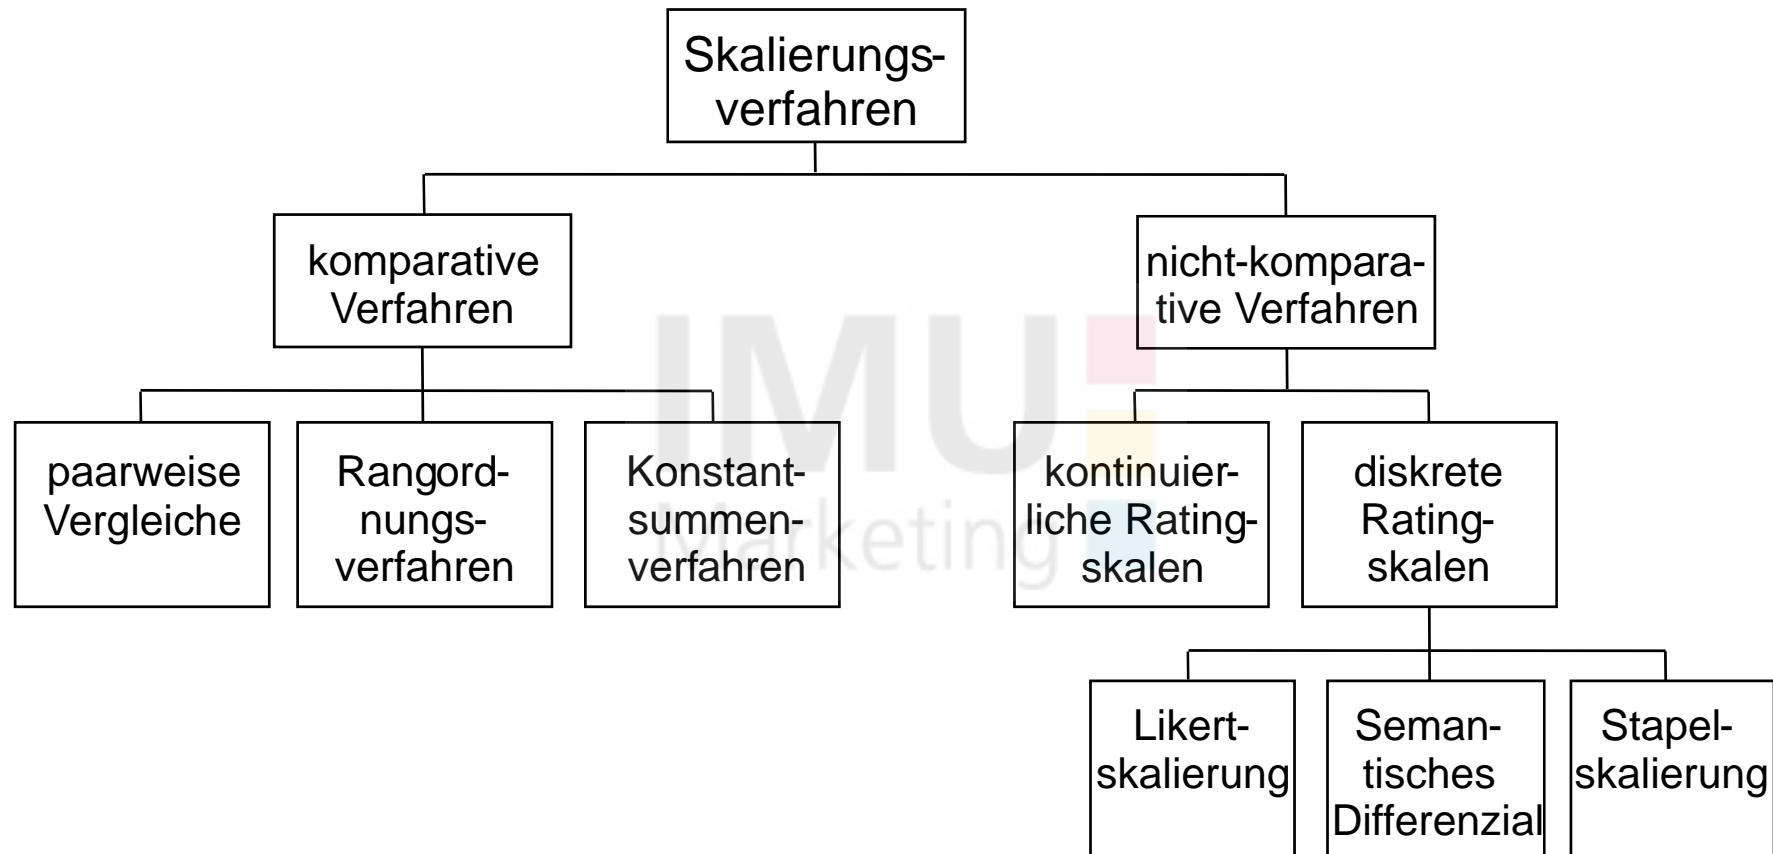 Skalierungs-
verfahren
komparative
Verfahren
nicht-kompara-
tive Verfahren
IMU
Marketing
paarweise
Vergleiche
Rangord-
nungs-
verfahren
Konstant-
summen-
verfahren
kontinuier-
liche Rating-
skalen
diskrete
Rating-
skalen
Likert-
skalierung
Seman-
tisches
Differenzial
Stapel-
skalierung